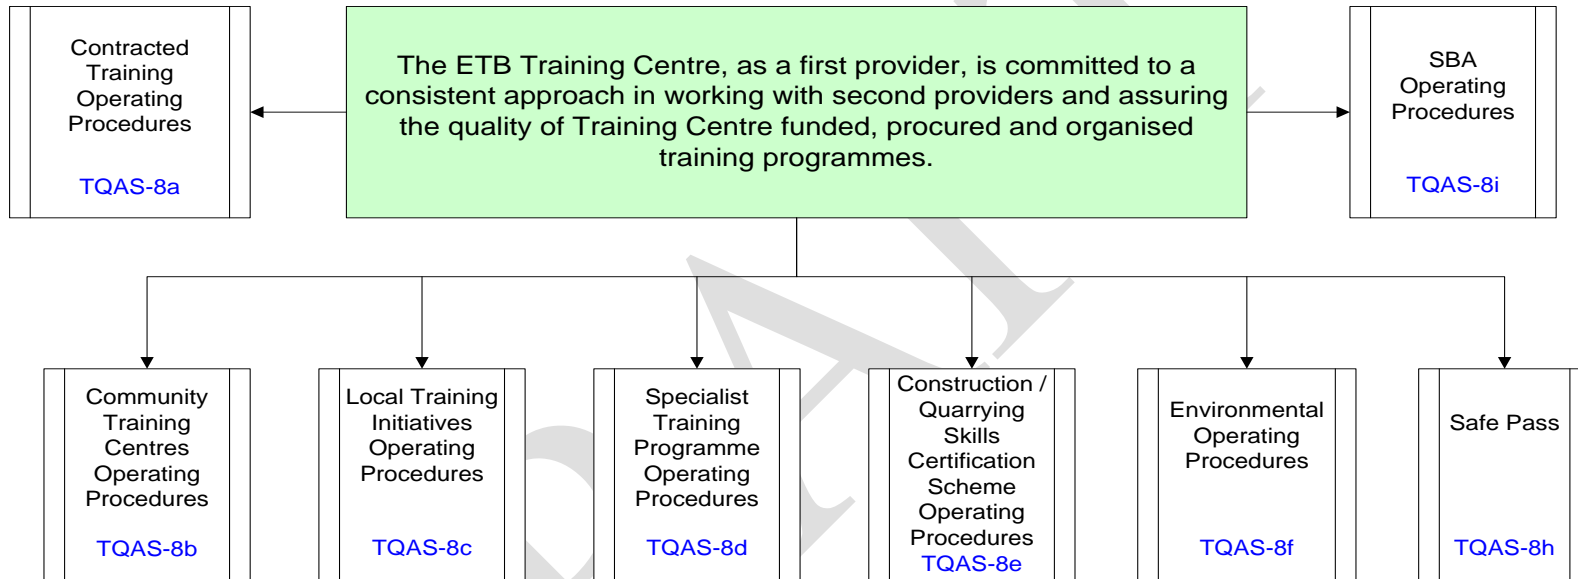 Contracted
Training
Operating
Procedures
TQAS-8a
The ETB Training Centre, as a first provider, is committed to a
consistent approach in working with second providers and assuring
the quality of Training Centre funded, procured and organised
training programmes.
SBA
Operating
Procedures
TQAS-8i
Community
Training
Centres
Operating
Procedures
TQAS-8b
Local Training
Initiatives
Operating
Procedures
TQAS-8c
Specialist
Training
Programme
Operating
Procedures
TQAS-8d
Construction /
Quarrying
Skills
Certification
Scheme
Operating
Procedures
TQAS-8e
Environmental
Operating
Procedures
TQAS-8f
Safe Pass
TQAS-8h